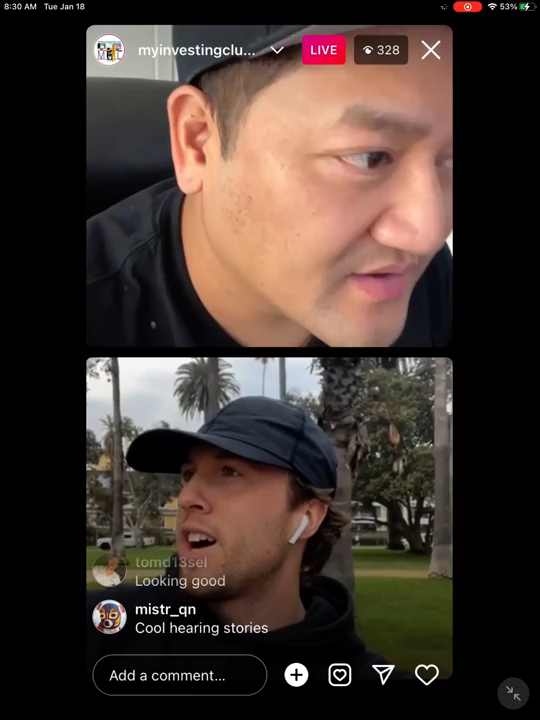 8:30 AM Tue Jan 18
53%
myinvestingclu...
LIVE
328
tomd13sel
Looking good
mistr_qn
Cool hearing stories
Add a comment...